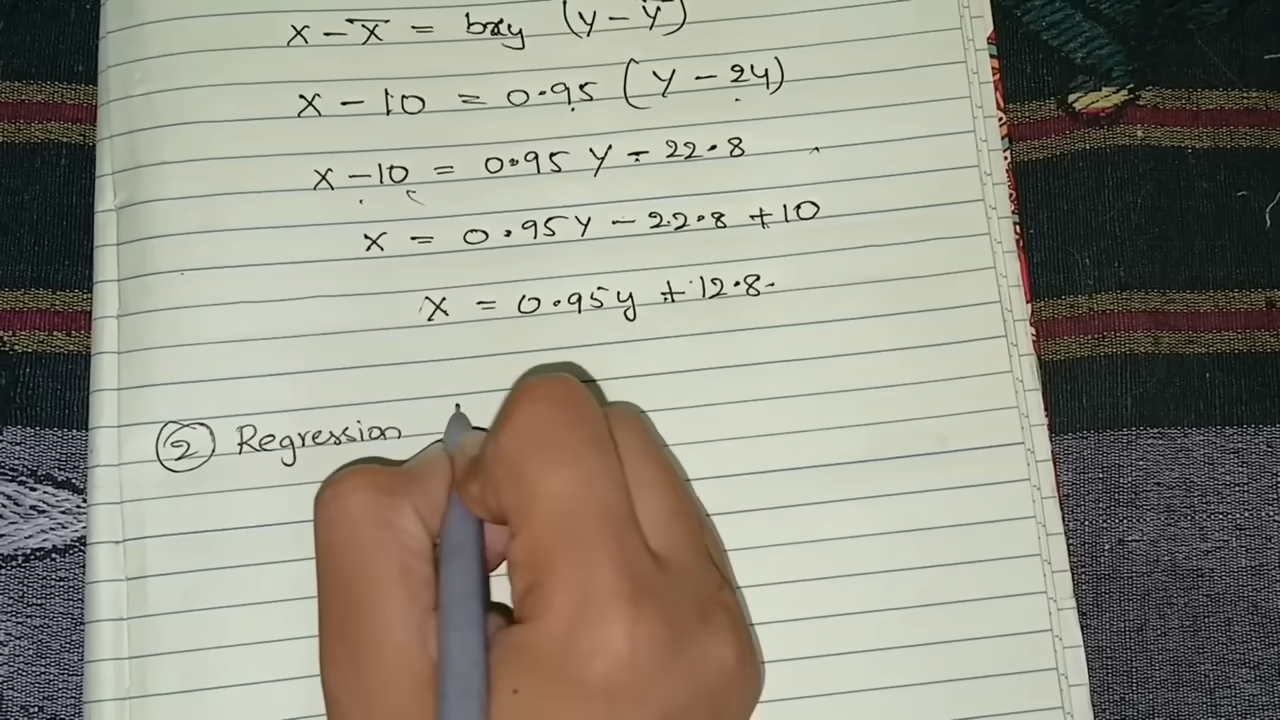 x - x̄ = bxy (y - ȳ)
x - 10 = 0.95 (y - 24)
x - 10 = 0.95 y - 22.8
x = 0.95 y - 22.8 + 10
x = 0.95y + 12.8
② Regression